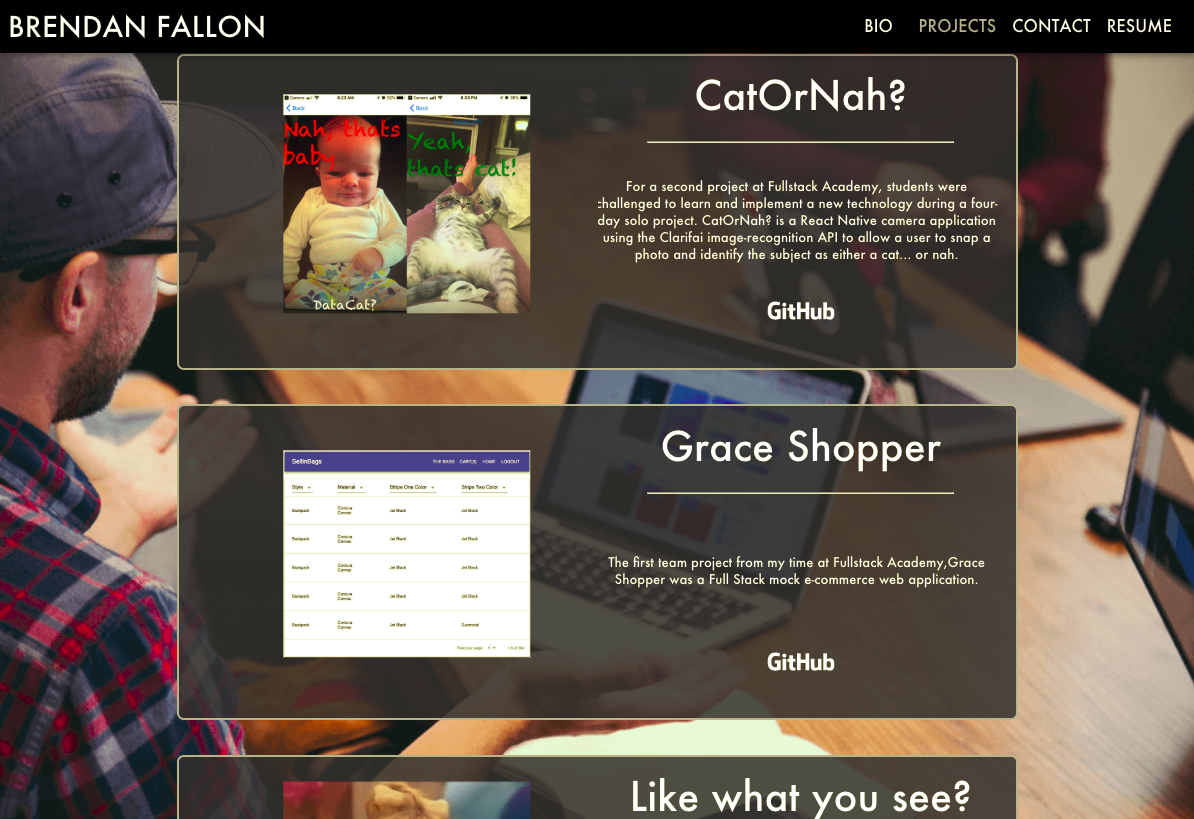 BRENDAN FALLON
BIO PROJECTS CONTACT RESUME
CatOrNah?
Back
Back
Nah, thats
baby
Yeah,
thats cat!
DataCat?
For a second project at Fullstack Academy, students were
challenged to learn and implement a new technology during a four-
day solo project. CatOrNah? is a React Native camera application
using the Clarifai image-recognition API to allow a user to snap a
photo and identify the subject as either a cat... or nah.
GitHub
Grace Shopper
SellinBags THE BAGS CART(3) HOME LOGOUT
Style Material Stripe One Color Stripe Two Color
Backpack Cordura Canvas Jet Black Jet Black
Backpack Cordura Canvas Jet Black Jet Black
Backpack Cordura Canvas Jet Black Jet Black
Backpack Cordura Canvas Jet Black Jet Black
Backpack Cordura Canvas Jet Black Gunmetal
Rows per page: 5
The first team project from my time at Fullstack Academy,Grace
Shopper was a Full Stack mock e-commerce web application.
GitHub
Like what you see?